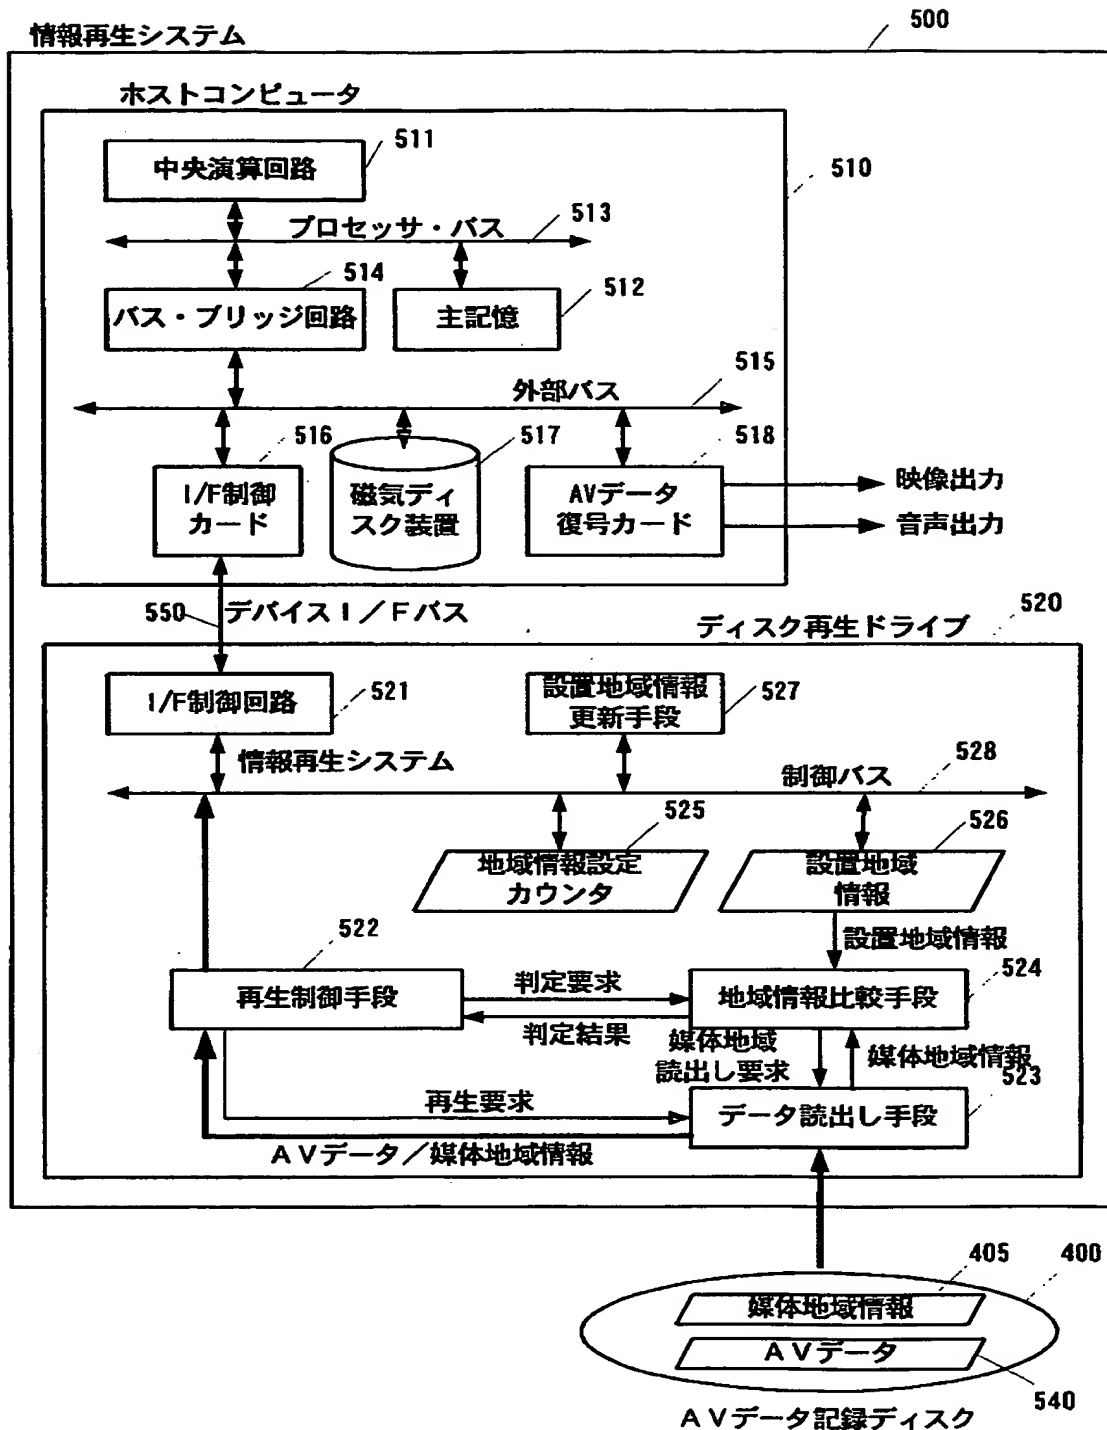 500
情報再生システム
ホストコンピュータ
511
中央演算回路
510
513
プロセッサ・バス
514
512
バス・ブリッジ回路
主記憶
515
外部バス
516
517
518
I/F制御
カード
磁気ディ
スク装置
AVデータ
復号カード
映像出力
音声出力
550
デバイスI/Fバス
520
ディスク再生ドライブ
I/F制御回路
521
設置地域情報
更新手段
527
情報再生システム
制御バス
528
525
526
地域情報設定
カウンタ
設置地域
情報
522
設置地域情報
524
再生制御手段
判定要求
地域情報比較手段
判定結果
媒体地域
読出し要求
媒体地域情報
523
再生要求
データ読出し手段
AVデータ/媒体地域情報
405
400
媒体地域情報
AVデータ
540
AVデータ記録ディスク